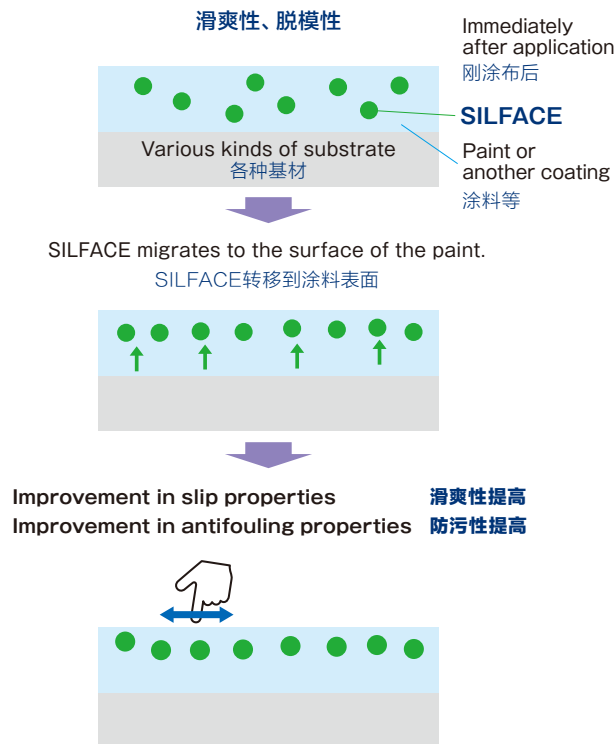 滑爽性、脱模性
Immediately
after application
刚涂布后
SILFACE
Various kinds of substrate
各种基材
Paint or
another coating
涂料等
SILFACE migrates to the surface of the paint.
SILFACE转移到涂料表面
Improvement in slip properties 滑爽性提高
Improvement in antifouling properties 防污性提高